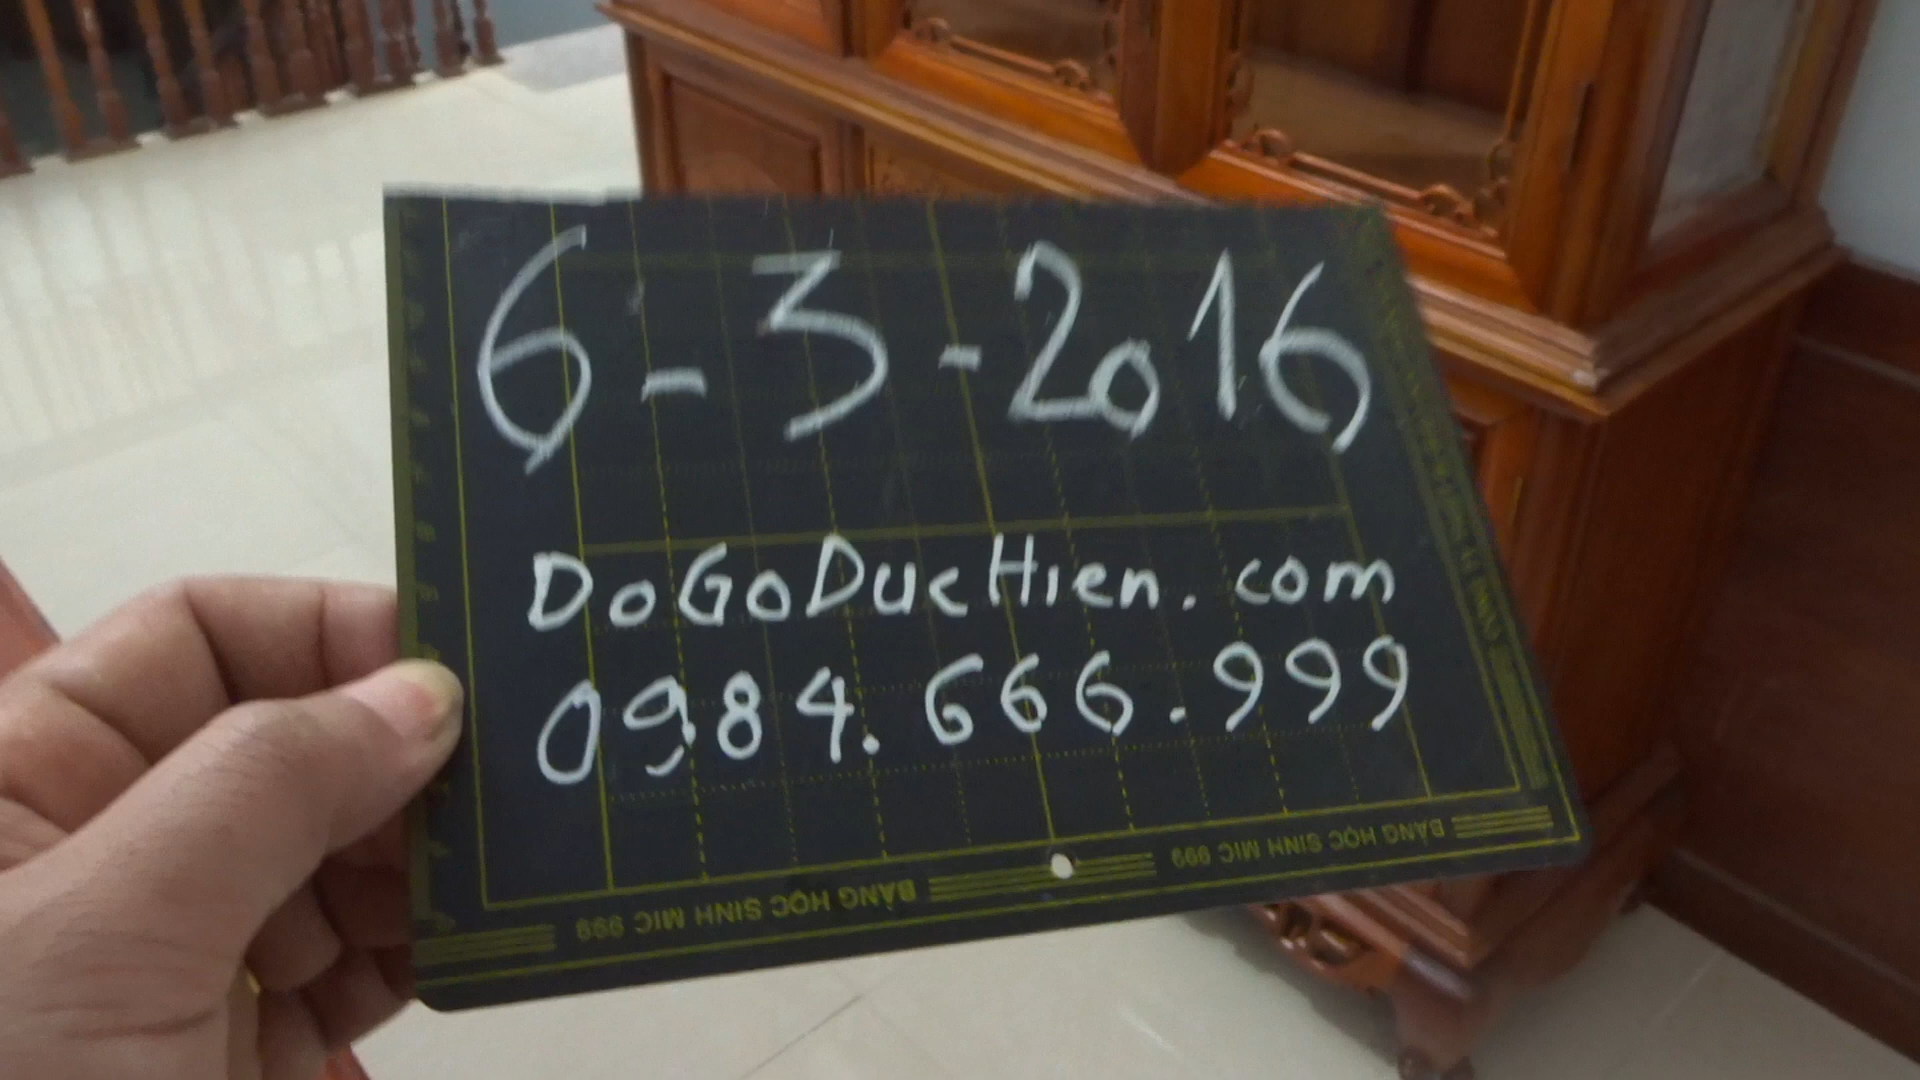 6-3-2016
DoGoDucHien.com
0984.666.999
BẢNG HỌC SINH MIC 999
BẢNG HỌC SINH MIC 999